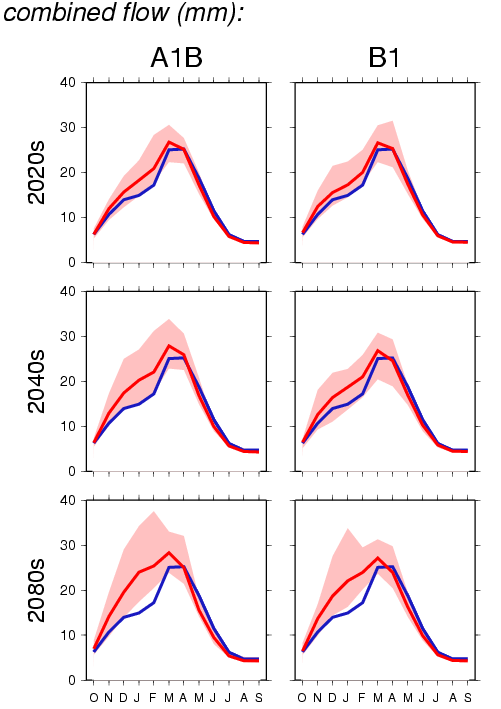 combined flow (mm):
A1B B1
2020s
40 30 20 10 0
2040s
40 30 20 10 0
2080s
40 30 20 10 0
O N D J F M A M J J A S O N D J F M A M J J A S